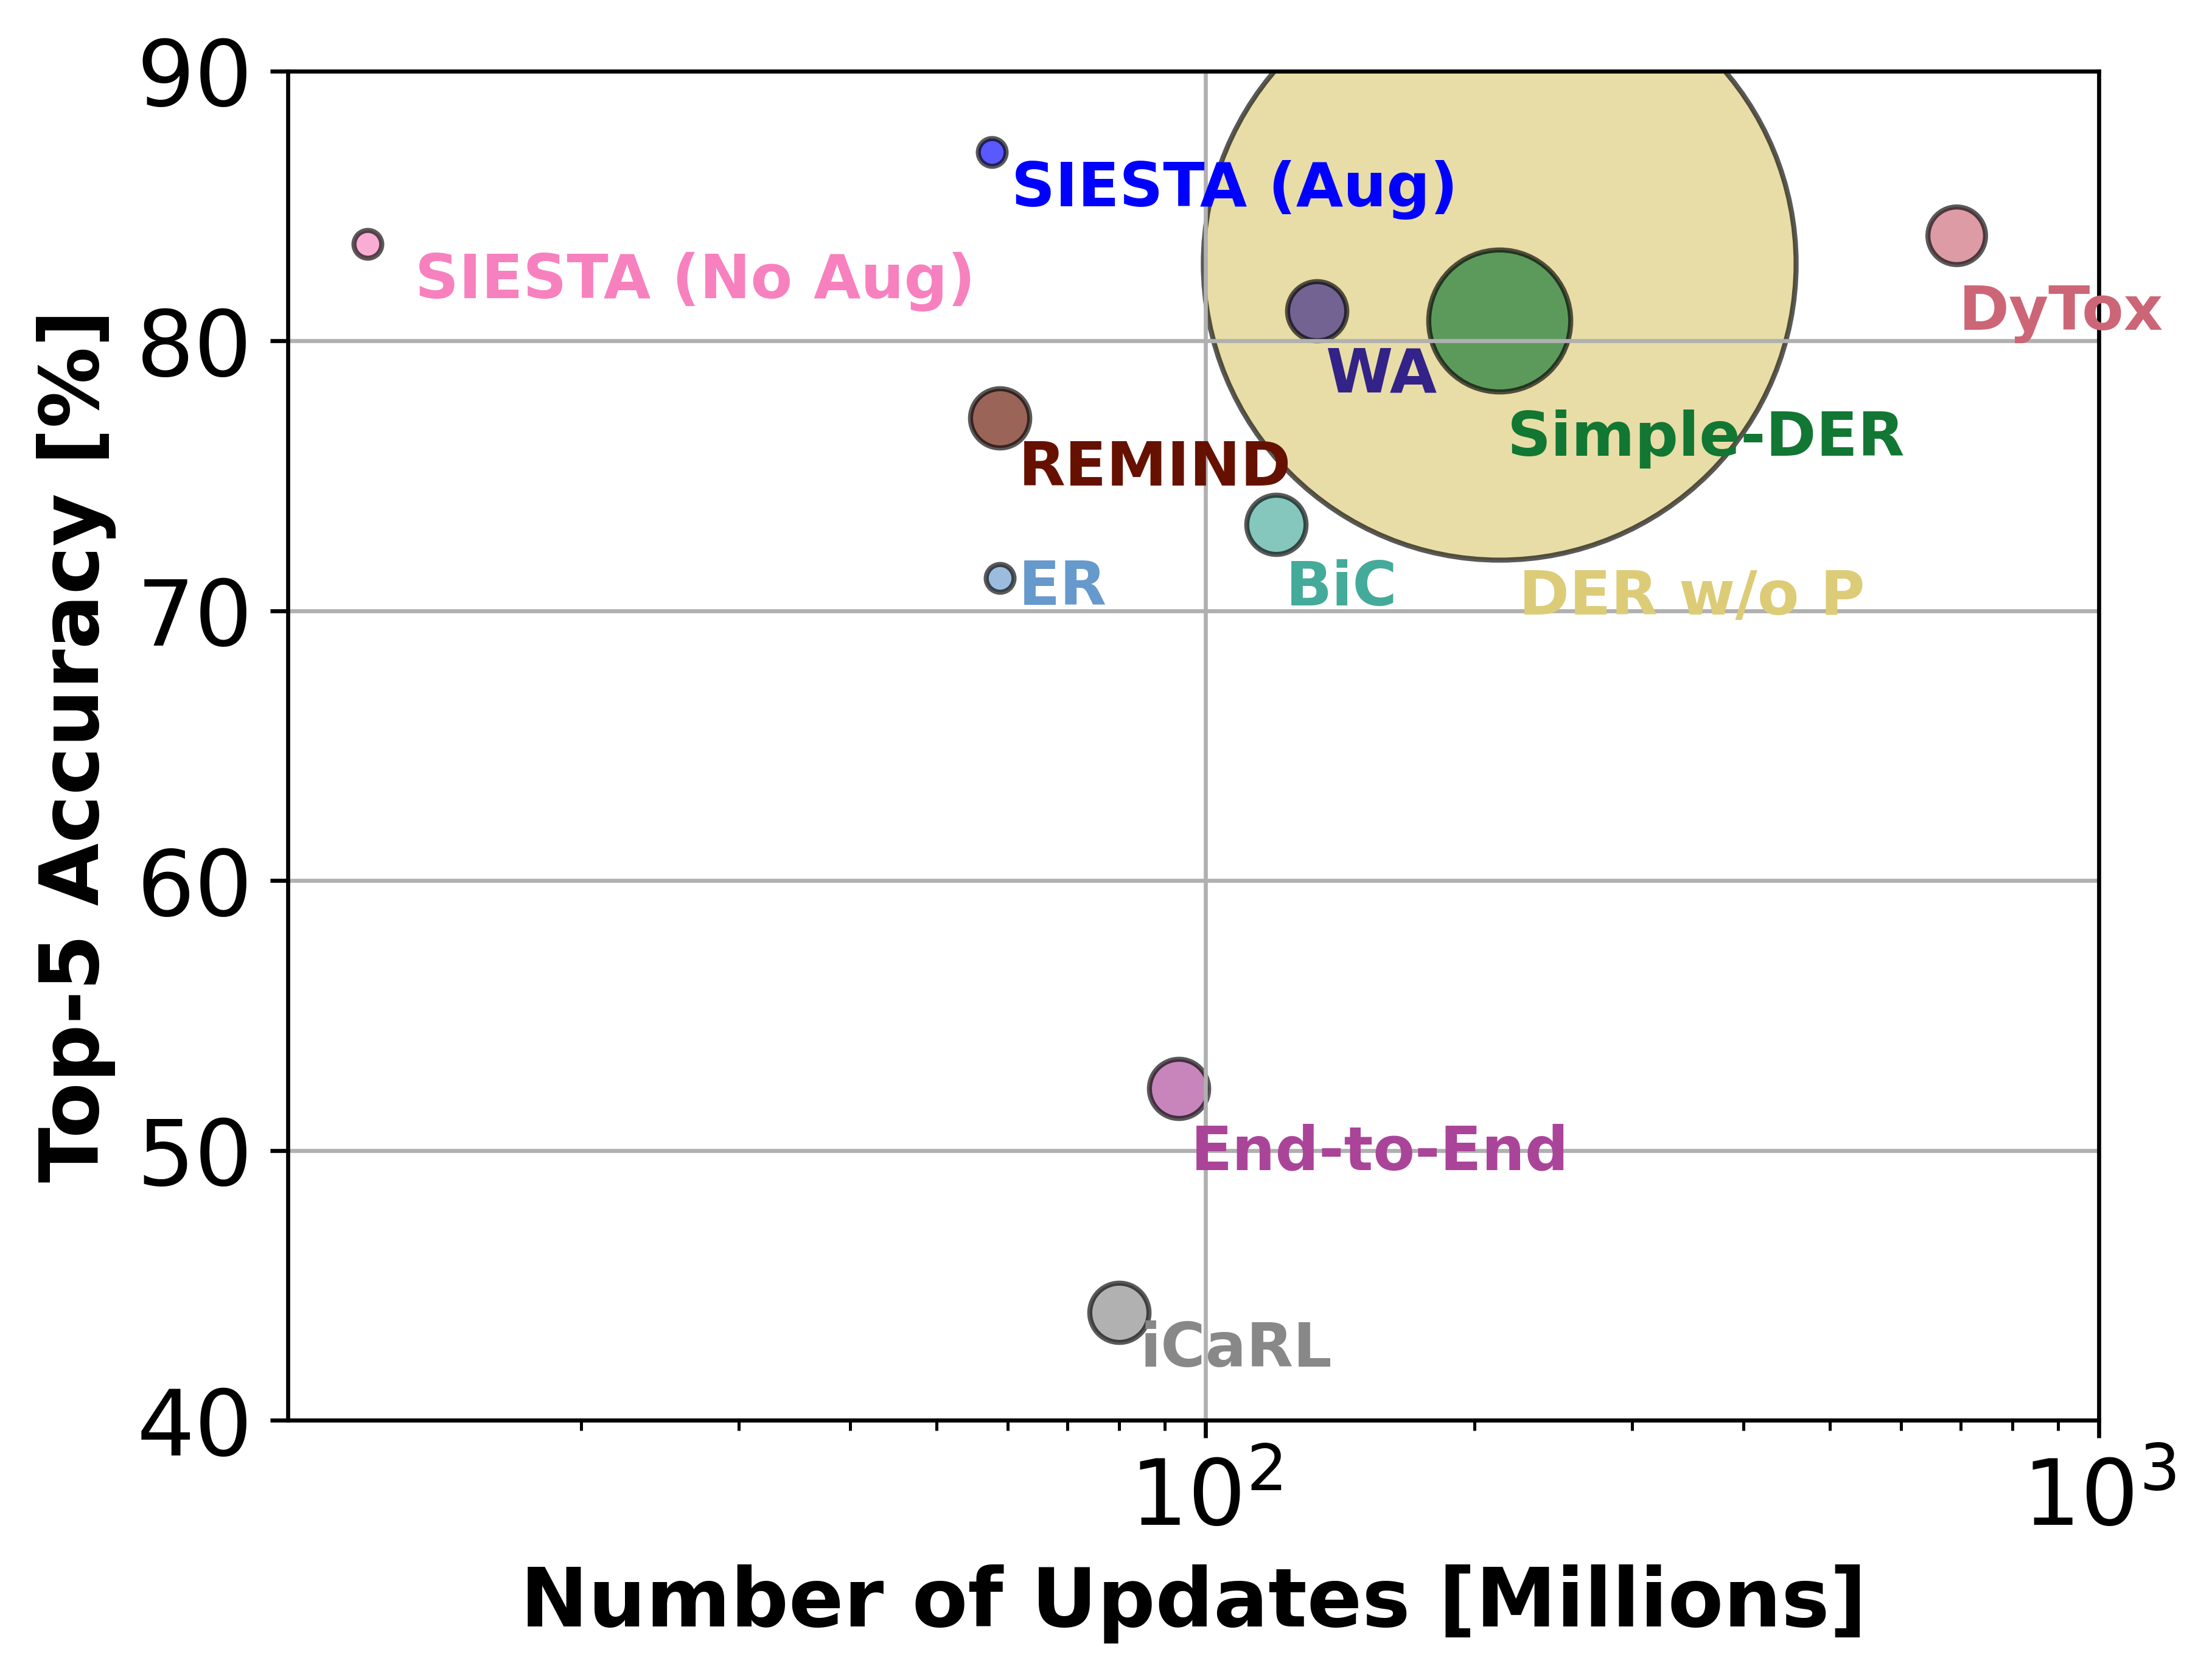 90
SIESTA (Aug)
SIESTA (No Aug)
DyTox
80
WA
Simple-DER
REMIND
ER
BiC
DER w/o P
70
60
End-to-End
50
iCaRL
40
10²
10³
Top-5 Accuracy [%]
Number of Updates [Millions]